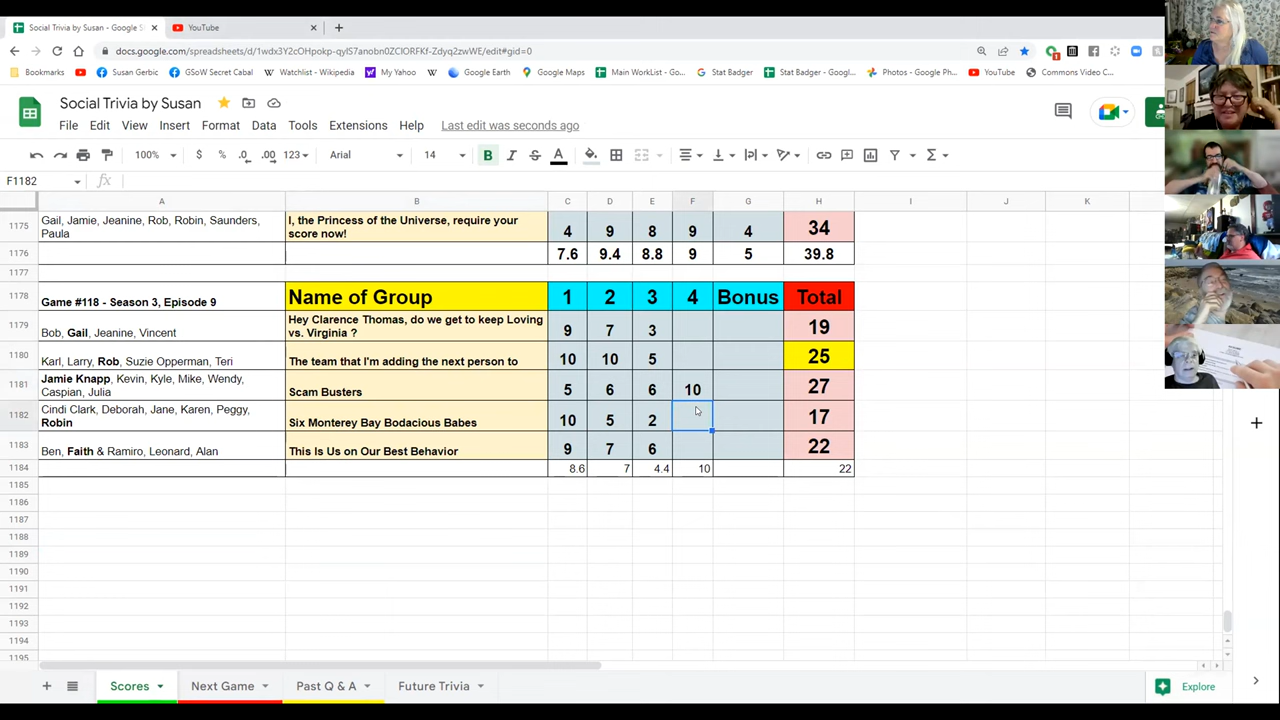 Social Trivia by Susan - Google S
YouTube
docs.google.com/spreadsheets/d/1wdx3Y2cOHpokp-qyIS7anobn0ZCIORFKf-Zdyq2zwWE/edit#gid=0
Bookmarks
Susan Gerbic
GSoW Secret Cabal
Watchlist - Wikipedia
My Yahoo
Google Earth
Google Maps
Main WorkList - Go...
Stat Badger
Stat Badger - Googl...
Photos - Google Ph...
YouTube
Commons Video C...
Social Trivia by Susan
File Edit View Insert Format Data Tools Extensions Help Last edit was seconds ago
100% $ % .0 .00 123 Arial 14 B I S A
F1182 fx
A B C D E F G H I J K
1175 Gail, Jamie, Jeanine, Rob, Robin, Saunders, Paula I, the Princess of the Universe, require your score now! 4 9 8 9 4 34
1176 7.6 9.4 8.8 9 5 39.8
1177
1178 Game #118 - Season 3, Episode 9 Name of Group 1 2 3 4 Bonus Total
1179 Bob, Gail, Jeanine, Vincent Hey Clarence Thomas, do we get to keep Loving vs. Virginia ? 9 7 3 19
1180 Karl, Larry, Rob, Suzie Opperman, Teri The team that I'm adding the next person to 10 10 5 25
1181 Jamie Knapp, Kevin, Kyle, Mike, Wendy, Caspian, Julia Scam Busters 5 6 6 10 27
1182 Cindi Clark, Deborah, Jane, Karen, Peggy, Robin Six Monterey Bay Bodacious Babes 10 5 2 17
1183 Ben, Faith & Ramiro, Leonard, Alan This Is Us on Our Best Behavior 9 7 6 22
1184 8.6 7 4.4 10 22
1185
1186
1187
1188
1189
1190
1191
1192
1193
1194
1195
Scores Next Game Past Q & A Future Trivia Explore